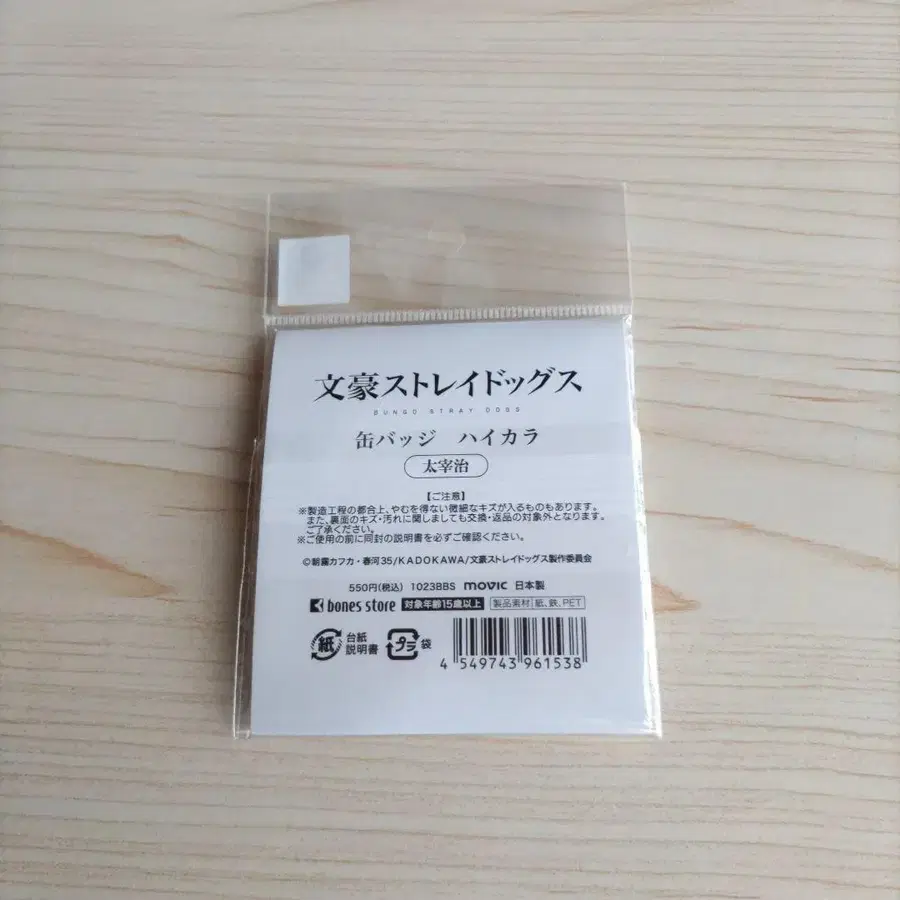 文豪ストレイドッグス
BUNGO STRAY DOGS
缶バッジ ハイカラ
太宰治
【ご注意】
※製造工程の都合上、やむを得ない微細なキズが入るものもあります。
また、裏面のキズ・汚れに関しましても交換・返品の対象外となります。
ご了承ください。
※ご使用の前に同封の説明書を必ずご確認ください。
©朝霧カフカ・春河35/KADOKAWA/文豪ストレイドッグス製作委員会
550円(税込) 1023BBS movic 日本製
bones store 対象年齢15歳以上 製品素材 紙、鉄、PET
紙 台紙 説明書 プラ 袋
4 549743 961538